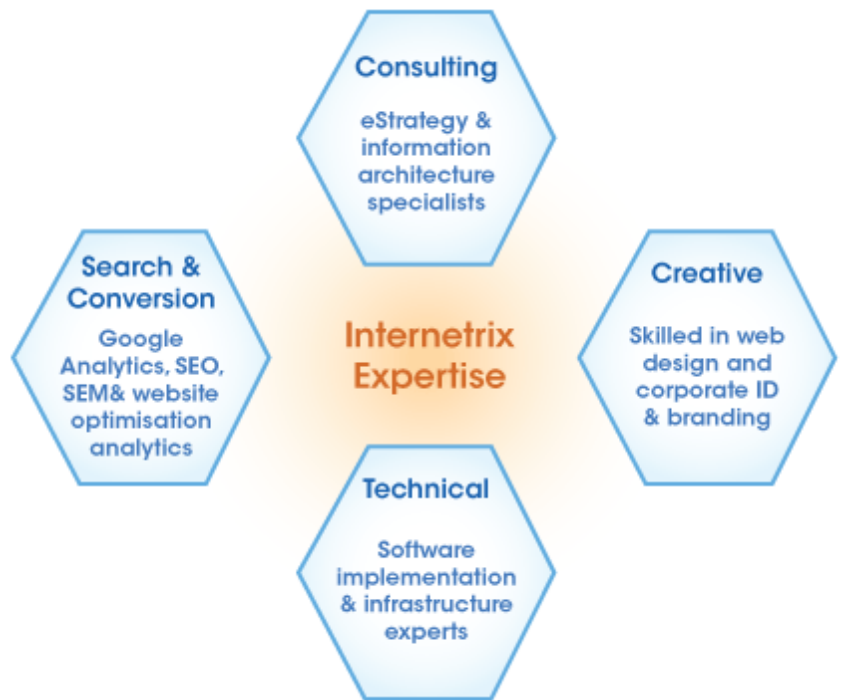 Consulting
eStrategy &
information
architecture
specialists
Search &
Conversion
Google
Analytics, SEO,
SEM& website
optimisation
analytics
Internetrix
Expertise
Creative
Skilled in web
design and
corporate ID
& branding
Technical
Software
implementation
& infrastructure
experts